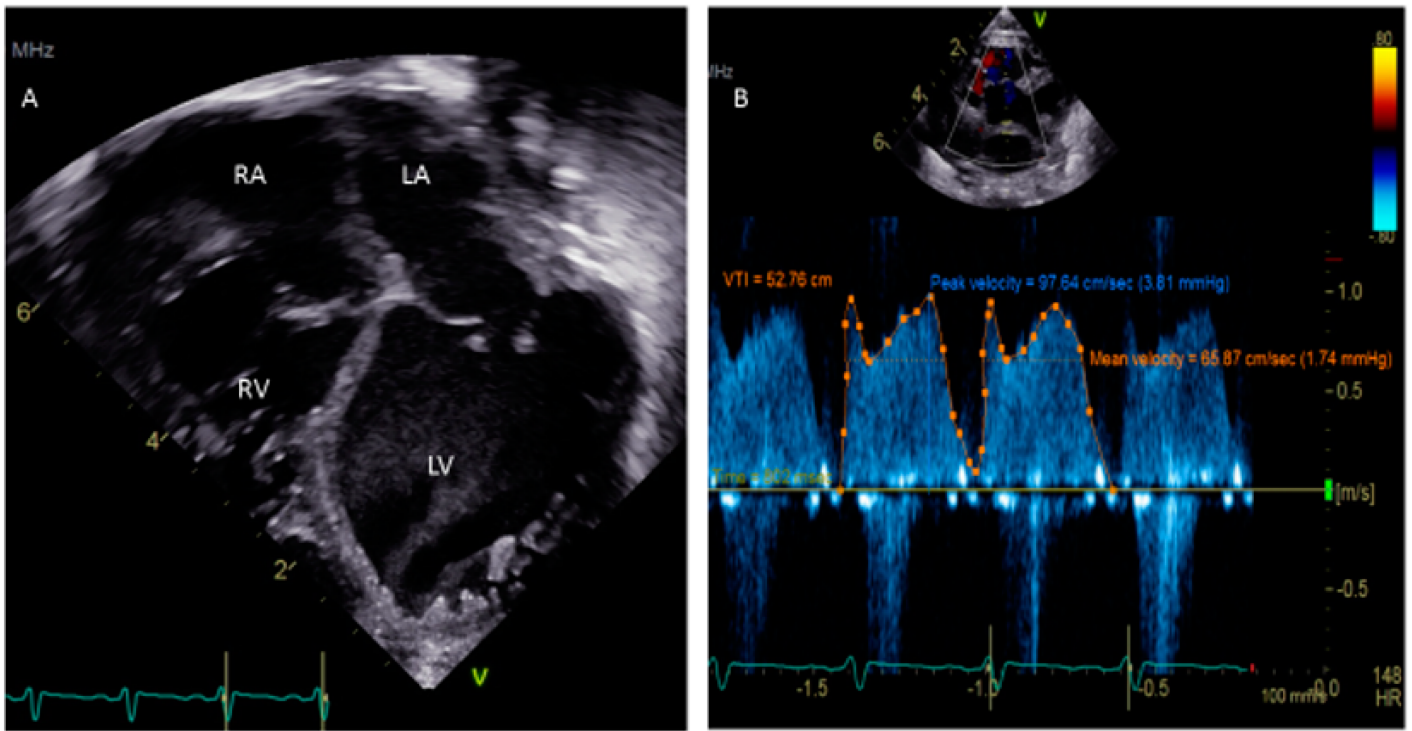 MHz
A
RA
LA
RV
LV
6
4
2
V
B
V
2
4
6
80
-.80
VTI = 52.76 cm
Peak velocity = 97.64 cm/sec (3.81 mmHg)
Mean velocity = 65.87 cm/sec (1.74 mmHg)
1.0
0.5
[m/s]
-0.5
-1.5
-1.0
-0.5
0.0
100 mm/s
148
HR